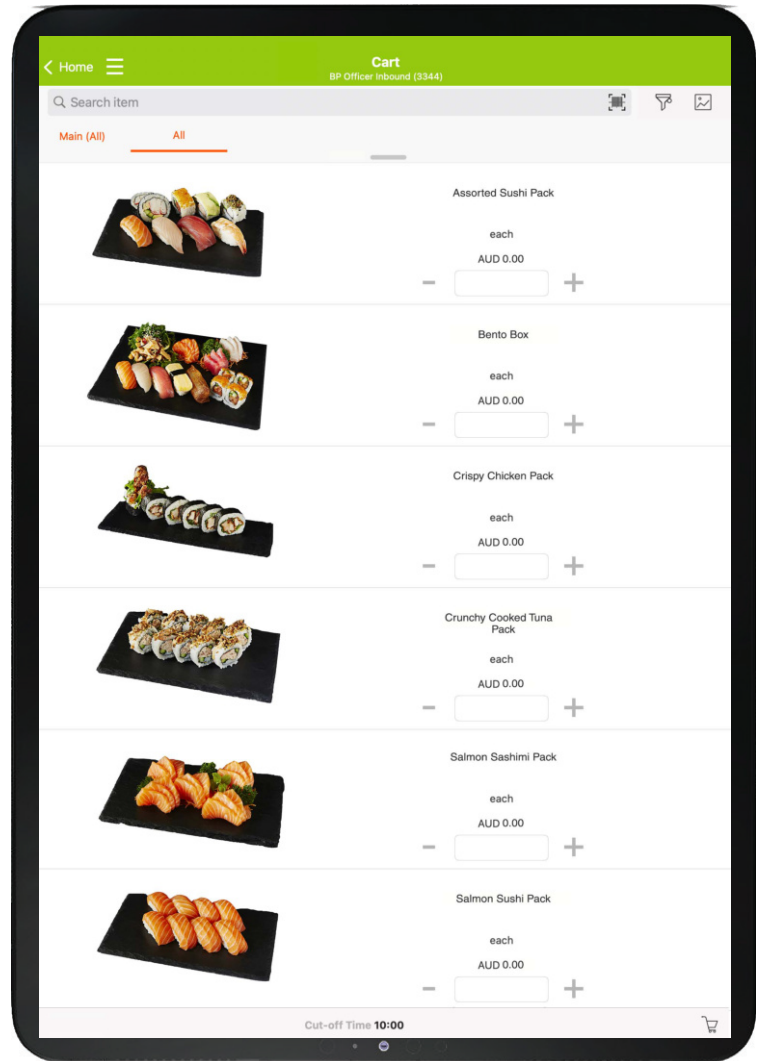 Home
Cart
BP Officer Inbound (3344)
Search item
Main (All)
All
Assorted Sushi Pack
each
AUD 0.00
Bento Box
each
AUD 0.00
Crispy Chicken Pack
each
AUD 0.00
Crunchy Cooked Tuna
Pack
each
AUD 0.00
Salmon Sashimi Pack
each
AUD 0.00
Salmon Sushi Pack
each
AUD 0.00
Cut-off Time 10:00